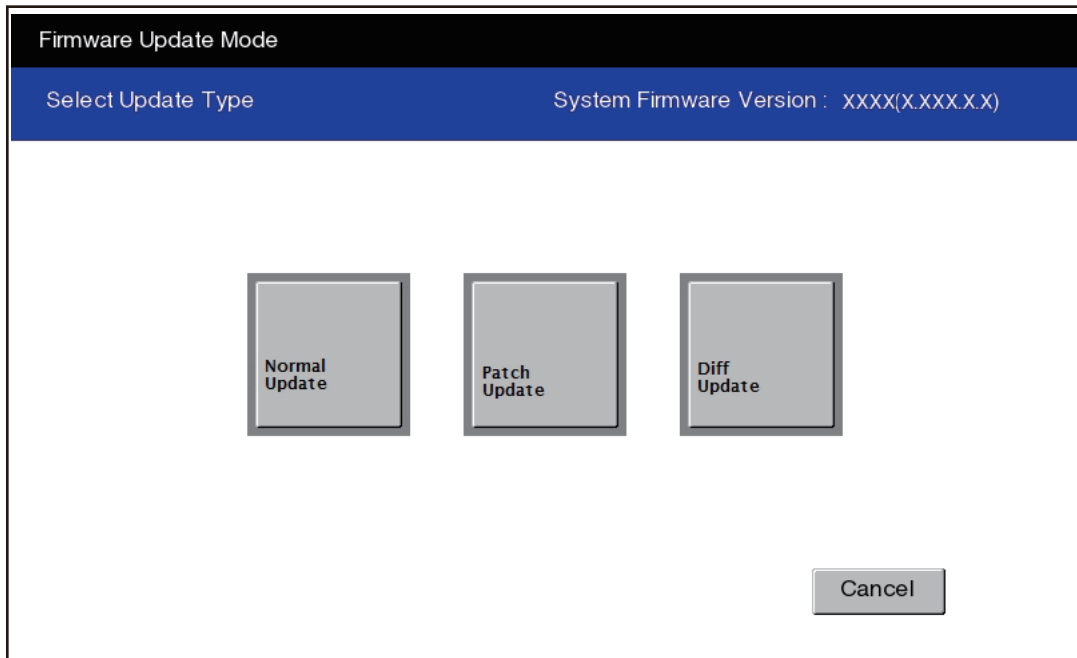 Firmware Update Mode
Select Update Type
System Firmware Version : XXXX(X.XXX.X.X)
Normal
Update
Patch
Update
Diff
Update
Cancel